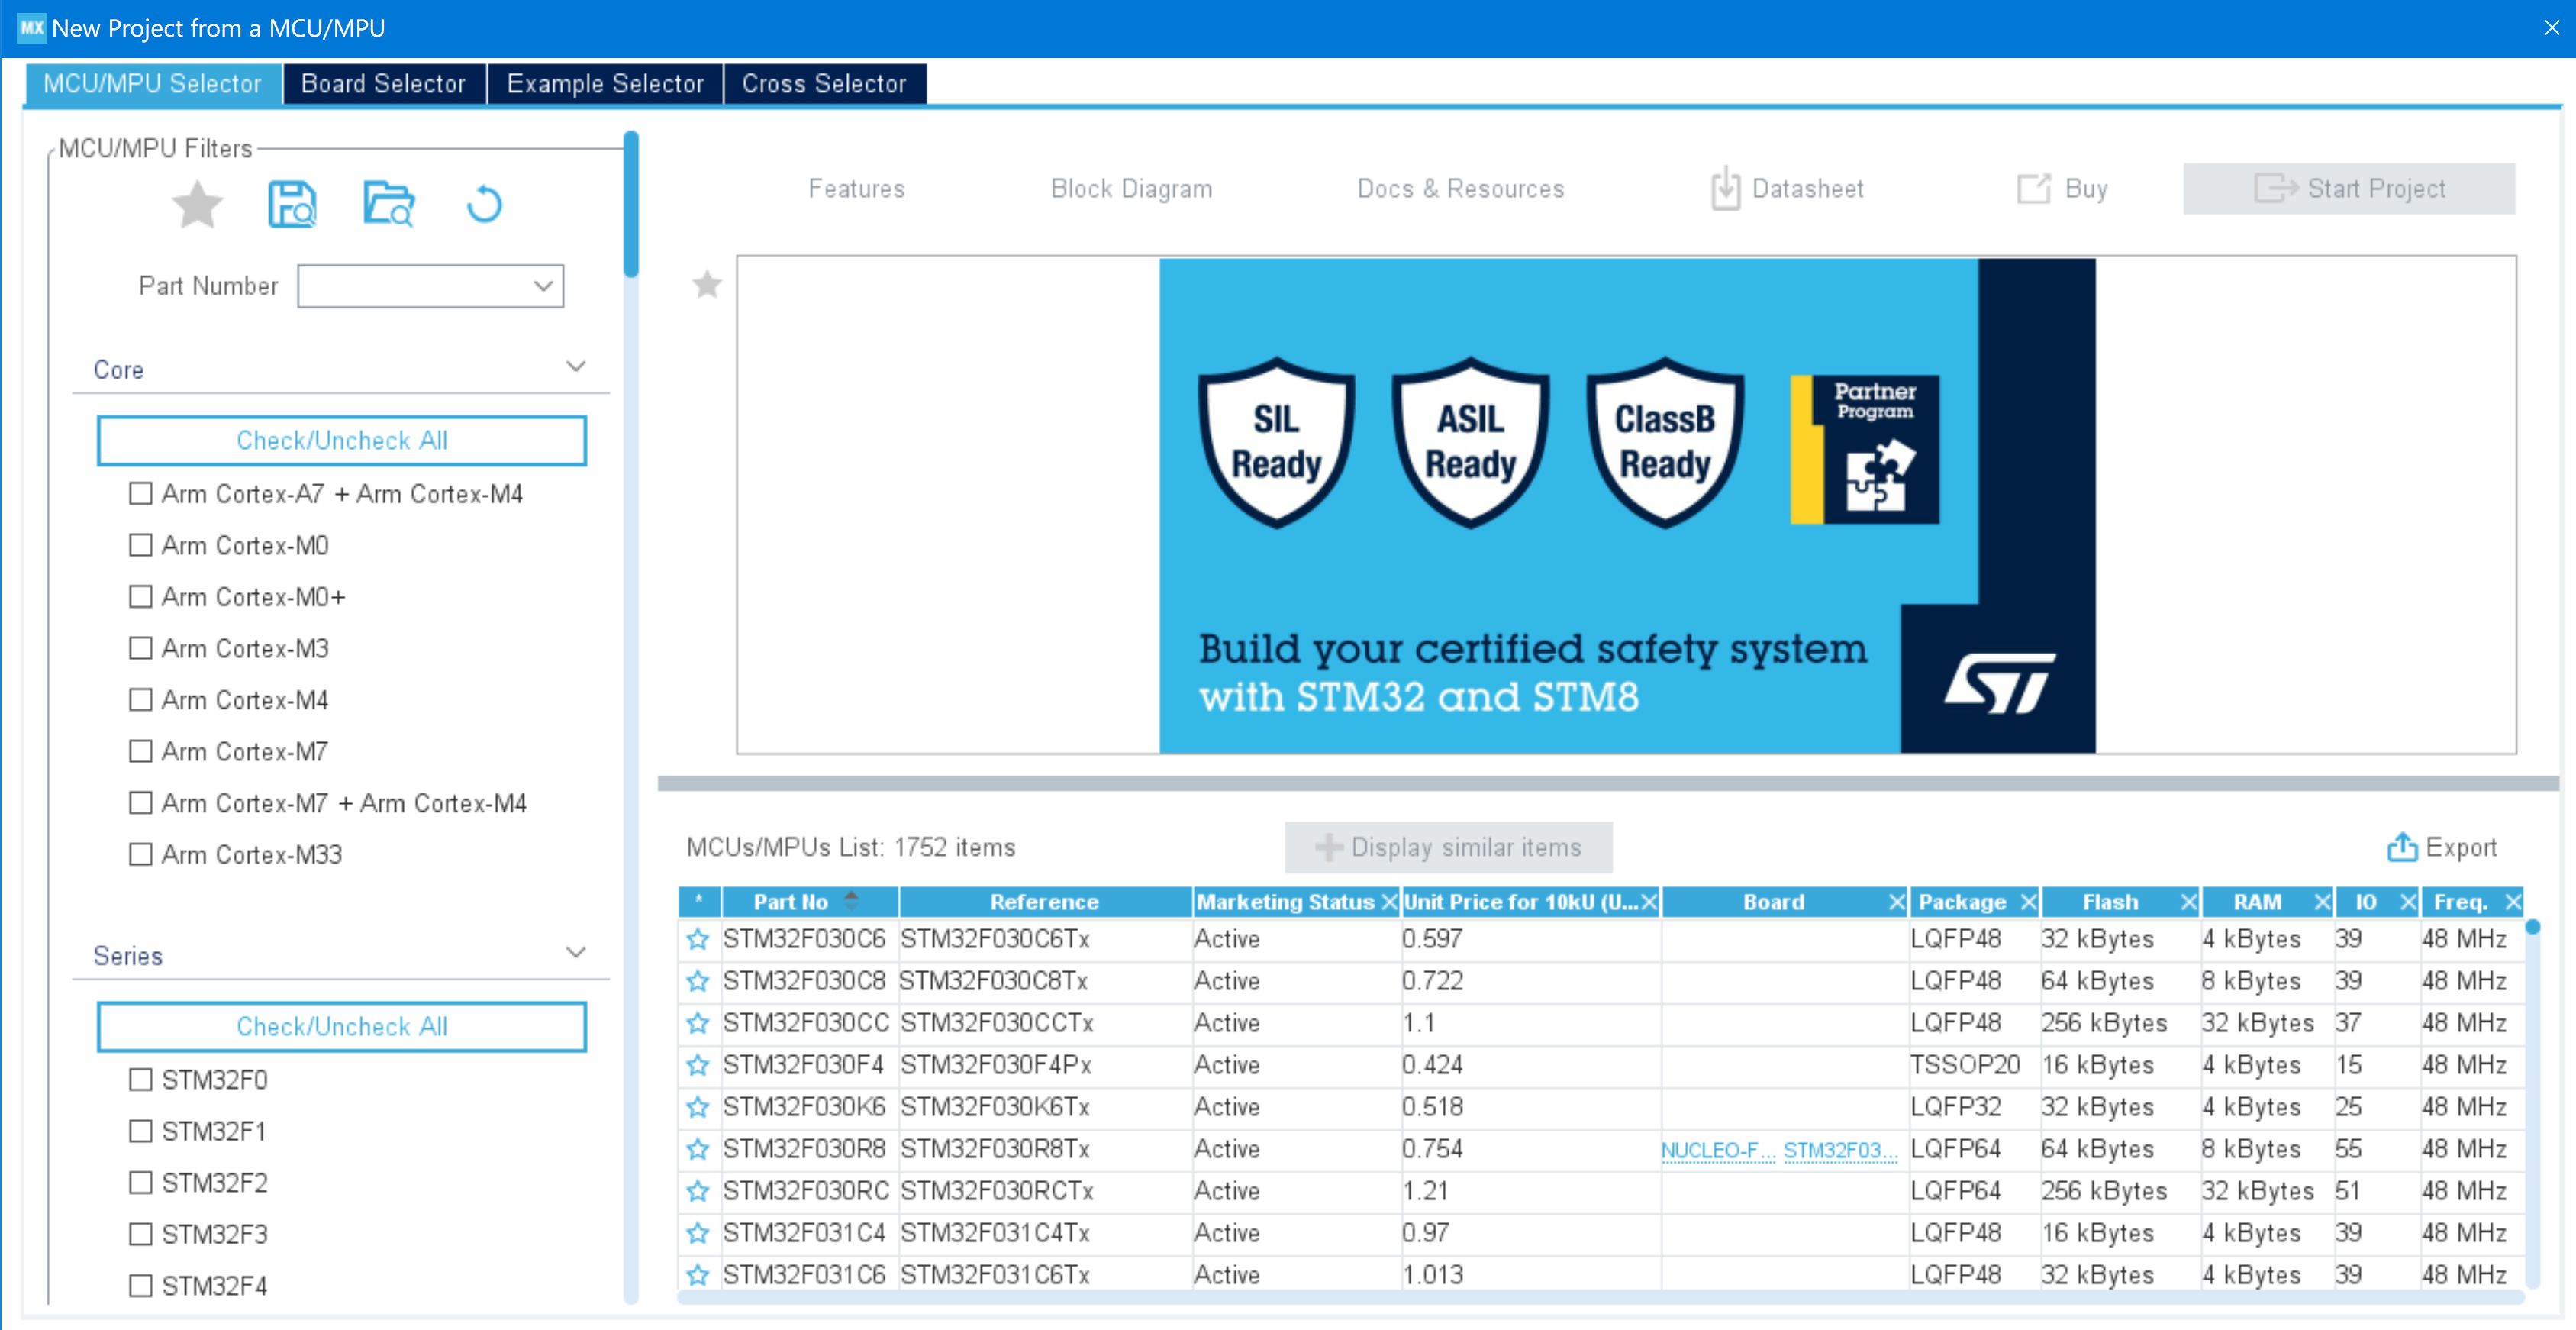 MX New Project from a MCU/MPU
MCU/MPU Selector Board Selector Example Selector Cross Selector
MCU/MPU Filters
Part Number
Core
Check/Uncheck All
Arm Cortex-A7 + Arm Cortex-M4
Arm Cortex-M0
Arm Cortex-M0+
Arm Cortex-M3
Arm Cortex-M4
Arm Cortex-M7
Arm Cortex-M7 + Arm Cortex-M4
Arm Cortex-M33
Series
Check/Uncheck All
STM32F0
STM32F1
STM32F2
STM32F3
STM32F4
Features Block Diagram Docs & Resources Datasheet Buy Start Project
SIL Ready
ASIL Ready
ClassB Ready
Partner Program
Build your certified safety system
with STM32 and STM8
ST
MCUs/MPUs List: 1752 items Display similar items Export
* Part No Reference Marketing Status Unit Price for 10kU (U... Board Package Flash RAM IO Freq.
STM32F030C6 STM32F030C6Tx Active 0.597 LQFP48 32 kBytes 4 kBytes 39 48 MHz
STM32F030C8 STM32F030C8Tx Active 0.722 LQFP48 64 kBytes 8 kBytes 39 48 MHz
STM32F030CC STM32F030CCTx Active 1.1 LQFP48 256 kBytes 32 kBytes 37 48 MHz
STM32F030F4 STM32F030F4Px Active 0.424 TSSOP20 16 kBytes 4 kBytes 15 48 MHz
STM32F030K6 STM32F030K6Tx Active 0.518 LQFP32 32 kBytes 4 kBytes 25 48 MHz
STM32F030R8 STM32F030R8Tx Active 0.754 NUCLEO-F... STM32F03... LQFP64 64 kBytes 8 kBytes 55 48 MHz
STM32F030RC STM32F030RCTx Active 1.21 LQFP64 256 kBytes 32 kBytes 51 48 MHz
STM32F031C4 STM32F031C4Tx Active 0.97 LQFP48 16 kBytes 4 kBytes 39 48 MHz
STM32F031C6 STM32F031C6Tx Active 1.013 LQFP48 32 kBytes 4 kBytes 39 48 MHz